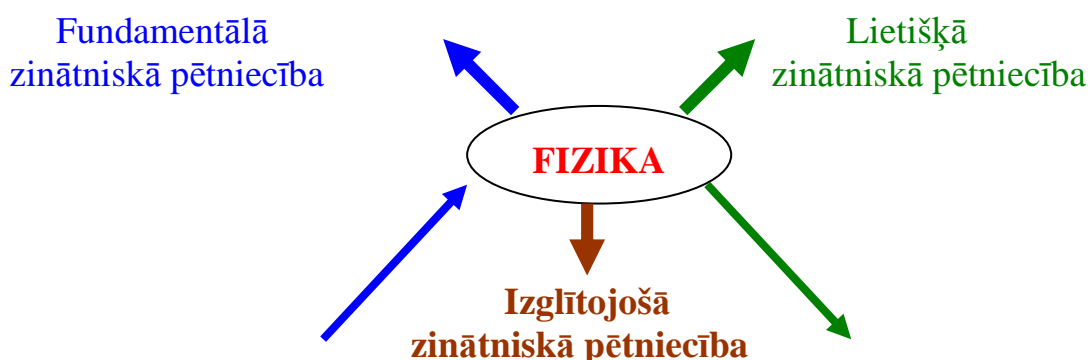 Fundamentālā
zinātniskā pētniecība
Lietišķā
zinātniskā pētniecība
FIZIKA
Izglītojošā
zinātniskā pētniecība